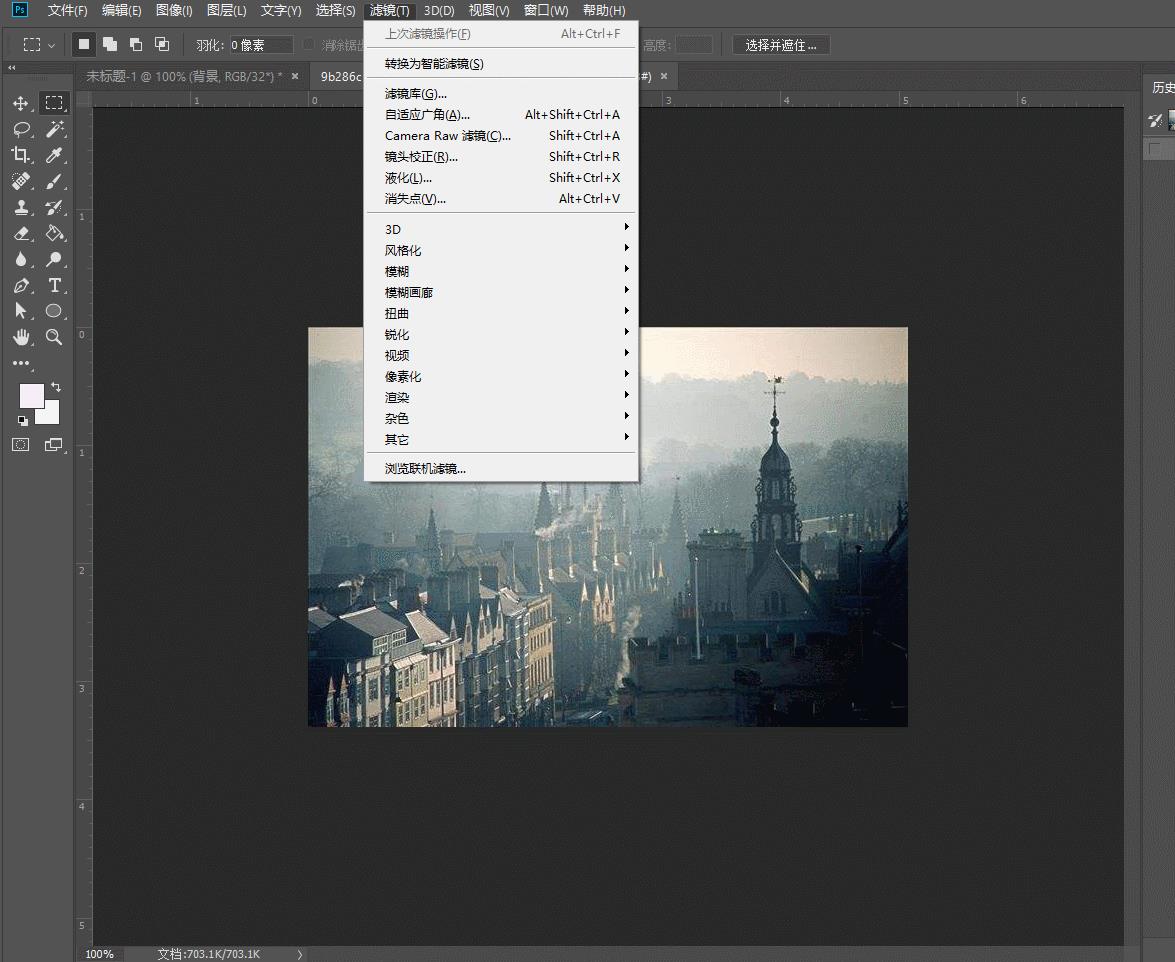 Ps 文件(F) 编辑(E) 图像(I) 图层(L) 文字(Y) 选择(S) 滤镜(T) 3D(D) 视图(V) 窗口(W) 帮助(H)
羽化: 0 像素 消除锯齿 高度: 选择并遮住...
未标题-1 @ 100% (背景, RGB/32*) * × 9b286c #) ×
历史
上次滤镜操作(F) Alt+Ctrl+F
转换为智能滤镜(S)
滤镜库(G)...
自适应广角(A)... Alt+Shift+Ctrl+A
Camera Raw 滤镜(C)... Shift+Ctrl+A
镜头校正(R)... Shift+Ctrl+R
液化(L)... Shift+Ctrl+X
消失点(V)... Alt+Ctrl+V
3D
风格化
模糊
模糊画廊
扭曲
锐化
视频
像素化
渲染
杂色
其它
浏览联机滤镜...
1 0 3 4 5 6
1
0
1
2
3
4
5
100% 文档:703.1K/703.1K